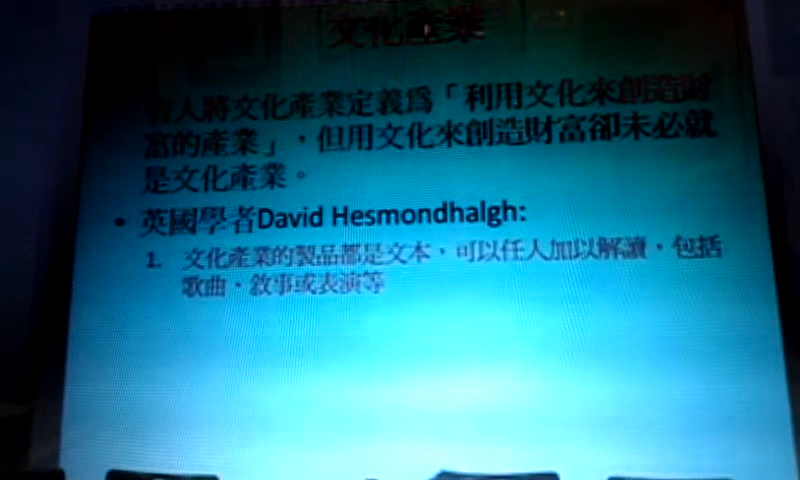 文化產業
有人將文化產業定義爲「利用文化來創造財
富的產業」，但用文化來創造財富卻未必就
是文化產業。
• 英國學者David Hesmondhalgh:
1. 文化產業的製品都是文本，可以任人加以解讀，包括
歌曲、敘事或表演等